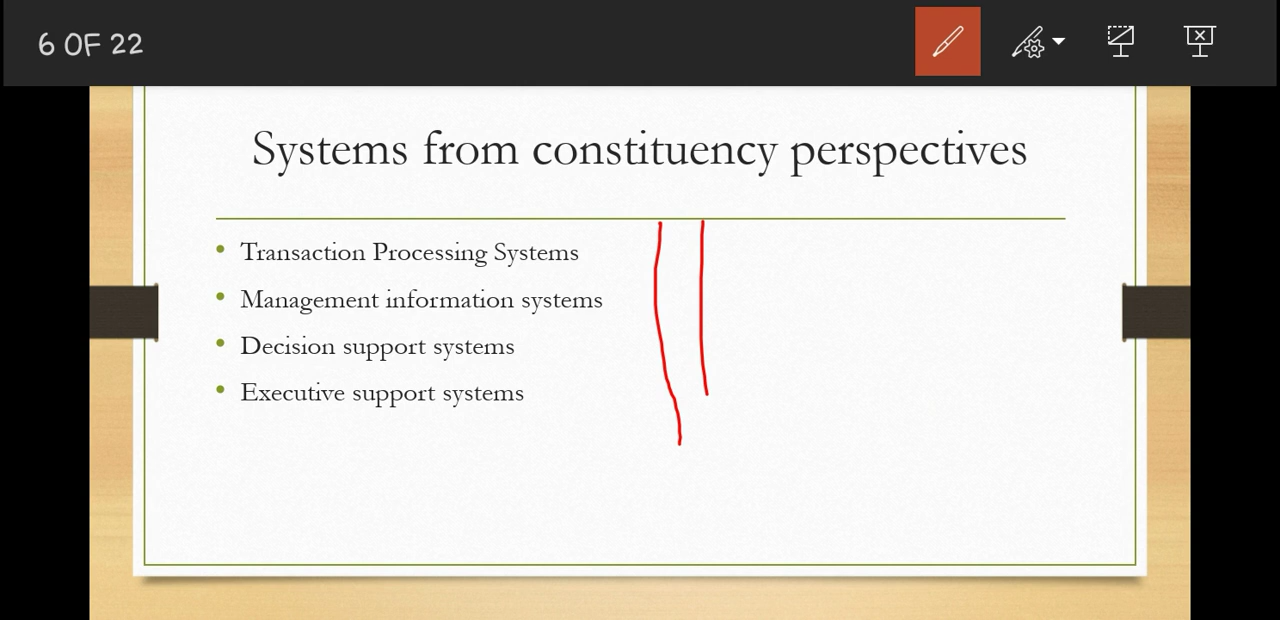 6 OF 22
Systems from constituency perspectives
• Transaction Processing Systems
• Management information systems
• Decision support systems
• Executive support systems